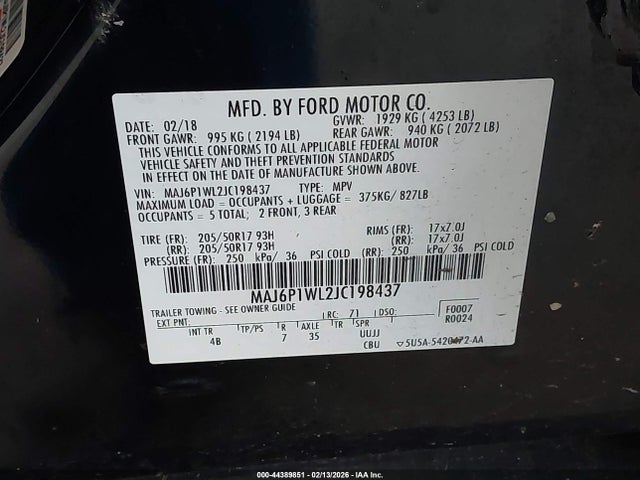 MFD. BY FORD MOTOR CO.
DATE: 02/18 GVWR: 1929 KG ( 4253 LB)
FRONT GAWR: 995 KG ( 2194 LB) REAR GAWR: 940 KG ( 2072 LB)
THIS VEHICLE CONFORMS TO ALL APPLICABLE FEDERAL MOTOR
VEHICLE SAFETY AND THEFT PREVENTION STANDARDS
IN EFFECT ON THE DATE OF MANUFACTURE SHOWN ABOVE.
VIN: MAJ6P1WL2JC198437 TYPE: MPV
MAXIMUM LOAD = OCCUPANTS + LUGGAGE = 375KG/ 827LB
OCCUPANTS = 5 TOTAL; 2 FRONT, 3 REAR
TIRE (FR): 205/50R17 93H RIMS (FR): 17x7.0J
(RR): 205/50R17 93H (RR): 17x7.0J
PRESSURE (FR): 250 kPa/ 36 PSI COLD (RR): 250 kPa/ 36 PSI COLD
MAJ6P1WL2JC198437
TRAILER TOWING - SEE OWNER GUIDE
EXT PNT: RC: 71 DSO: F0007
R0024
INT TR TP/PS R AXLE TR SPR
4B 7 35 UUJJ
CBU 5U5A-5420472-AA
000-44389851 - 02/13/2026 - IAA Inc.